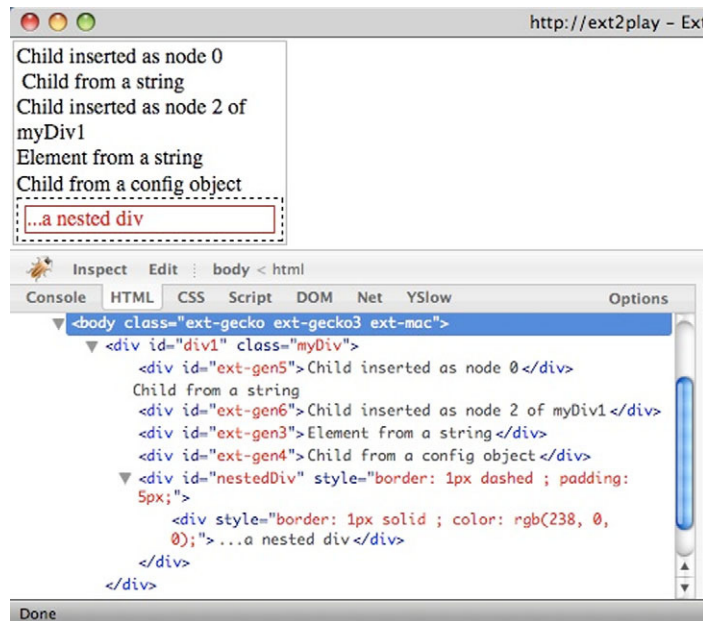 http://ext2play – Ext
Child inserted as node 0
Child from a string
Child inserted as node 2 of
myDiv1
Element from a string
Child from a config object
...a nested div
Inspect Edit body < html
Console HTML CSS Script DOM Net YSlow Options
<body class="ext-gecko ext-gecko3 ext-mac">
<div id="div1" class="myDiv">
<div id="ext-gen5">Child inserted as node 0</div>
Child from a string
<div id="ext-gen6">Child inserted as node 2 of myDiv1</div>
<div id="ext-gen3">Element from a string</div>
<div id="ext-gen4">Child from a config object</div>
<div id="nestedDiv" style="border: 1px dashed ; padding:
5px;">
<div style="border: 1px solid ; color: rgb(238, 0,
0);">...a nested div</div>
</div>
</div>
Done